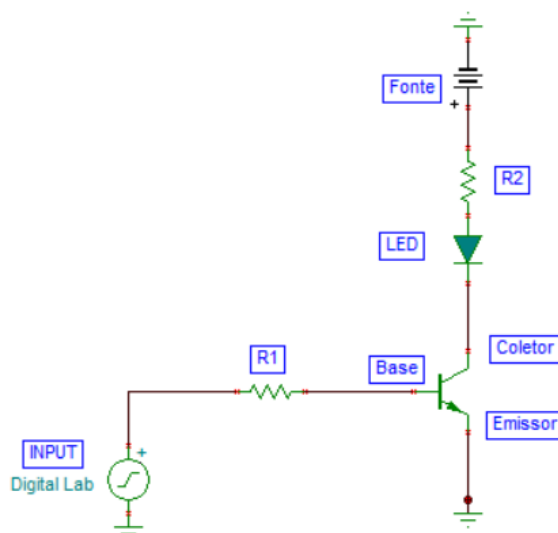 Fonte
+
R2
LED
R1
Base
Coletor
Emissor
INPUT
+
Digital Lab